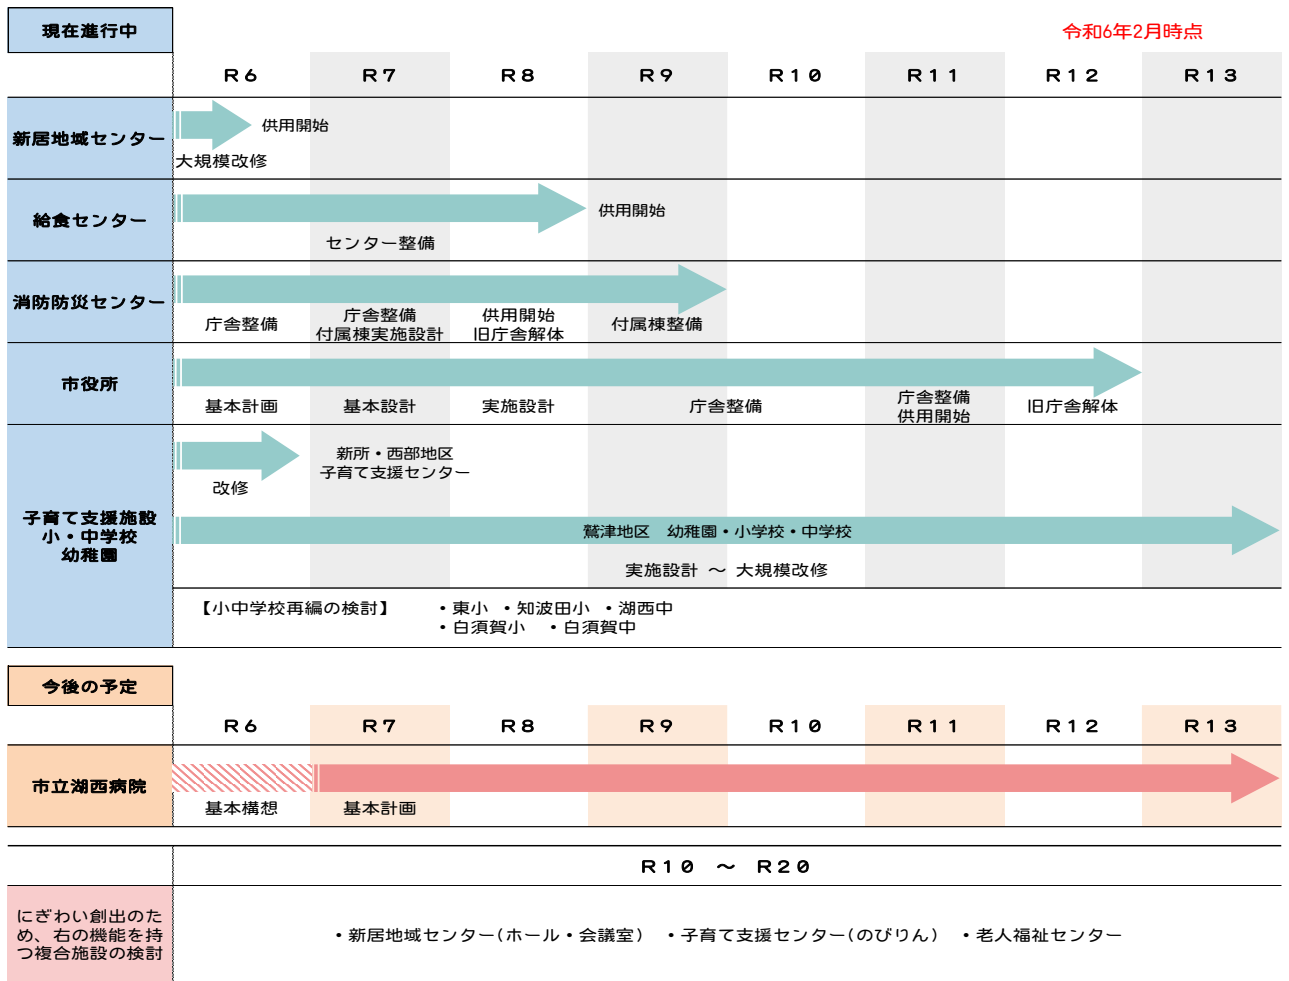 現在進行中
令和6年2月時点
R6 R7 R8 R9 R10 R11 R12 R13
新居地域センター
供用開始
大規模改修
給食センター
供用開始
センター整備
消防防災センター
庁舎整備
庁舎整備
付属棟実施設計
供用開始
旧庁舎解体
付属棟整備
市役所
基本計画
基本設計
実施設計
庁舎整備
庁舎整備
供用開始
旧庁舎解体
子育て支援施設
小・中学校
幼稚園
改修
新所・西部地区
子育て支援センター
鷲津地区　幼稚園・小学校・中学校
実施設計 ～ 大規模改修
【小中学校再編の検討】 ・東小 ・知波田小 ・湖西中
・白須賀小 ・白須賀中
今後の予定
R6 R7 R8 R9 R10 R11 R12 R13
市立湖西病院
基本構想
基本計画
R10 ～ R20
にぎわい創出のた
め、右の機能を持
つ複合施設の検討
・新居地域センター(ホール・会議室) ・子育て支援センター(のびりん) ・老人福祉センター